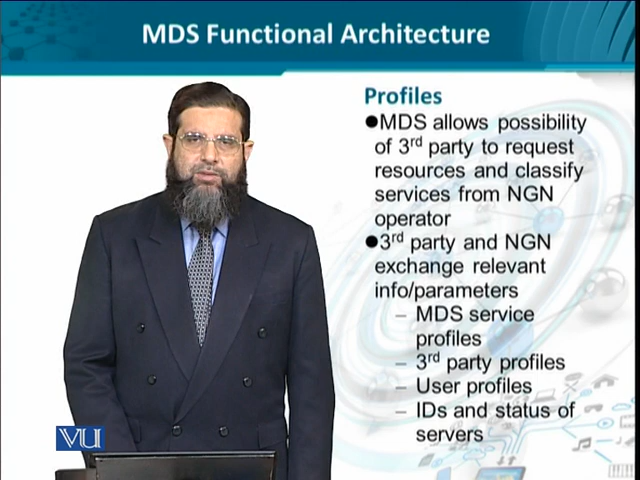 MDS Functional Architecture
Profiles
●MDS allows possibility
of 3rd party to request
resources and classify
services from NGN
operator
●3rd party and NGN
exchange relevant
info/parameters
– MDS service
profiles
– 3rd party profiles
– User profiles
– IDs and status of
servers
VU